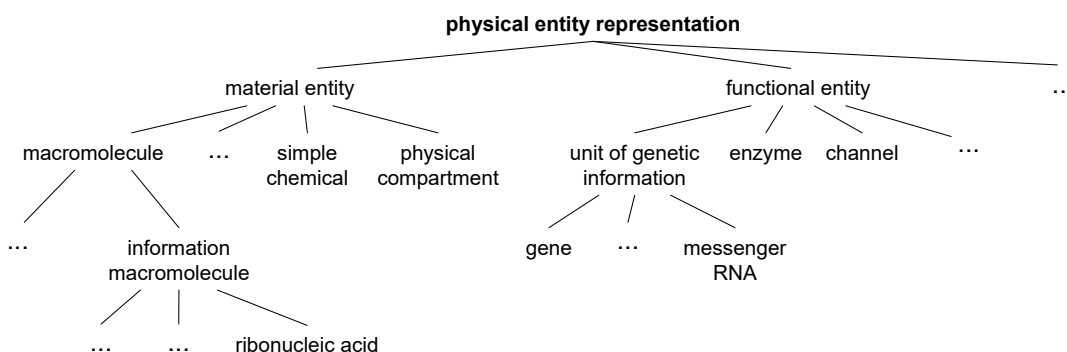 physical entity representation
material entity
functional entity
..
macromolecule
...
simple
chemical
physical
compartment
unit of genetic
information
enzyme
channel
...
...
information
macromolecule
gene
...
messenger
RNA
...
...
ribonucleic acid